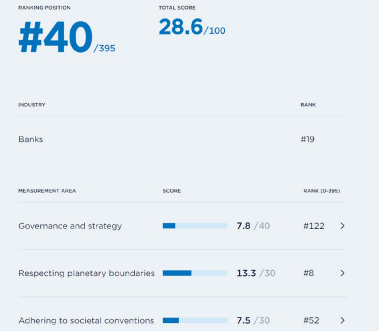 RANKING POSITION TOTAL SCORE
#40/395 28.6/100
INDUSTRY RANK
Banks #19
MEASUREMENT AREA SCORE RANK (0-395)
Governance and strategy 7.8 /40 #122
Respecting planetary boundaries 13.3 /30 #8
Adhering to societal conventions 7.5 /30 #52